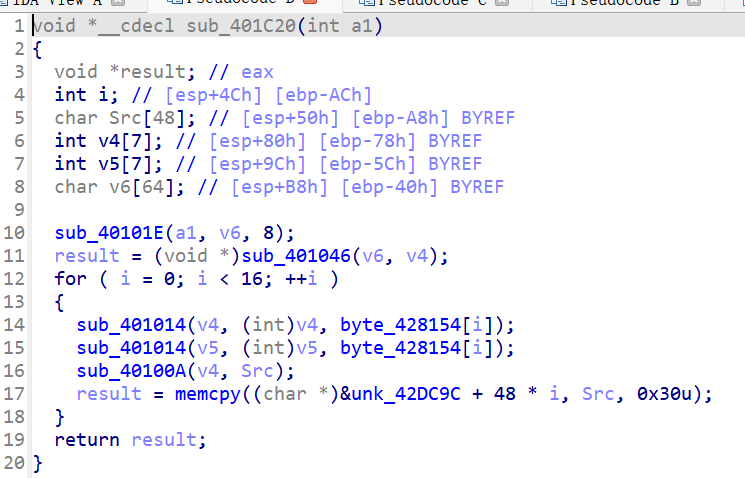 IDA View-A Pseudocode-D Pseudocode-C Pseudocode-B
1 void *__cdecl sub_401C20(int a1)
2 {
3 void *result; // eax
4 int i; // [esp+4Ch] [ebp-ACh]
5 char Src[48]; // [esp+50h] [ebp-A8h] BYREF
6 int v4[7]; // [esp+80h] [ebp-78h] BYREF
7 int v5[7]; // [esp+9Ch] [ebp-5Ch] BYREF
8 char v6[64]; // [esp+B8h] [ebp-40h] BYREF
9
10 sub_40101E(a1, v6, 8);
11 result = (void *)sub_401046(v6, v4);
12 for ( i = 0; i < 16; ++i )
13 {
14 sub_401014(v4, (int)v4, byte_428154[i]);
15 sub_401014(v5, (int)v5, byte_428154[i]);
16 sub_40100A(v4, Src);
17 result = memcpy((char *)&unk_42DC9C + 48 * i, Src, 0x30u);
18 }
19 return result;
20 }